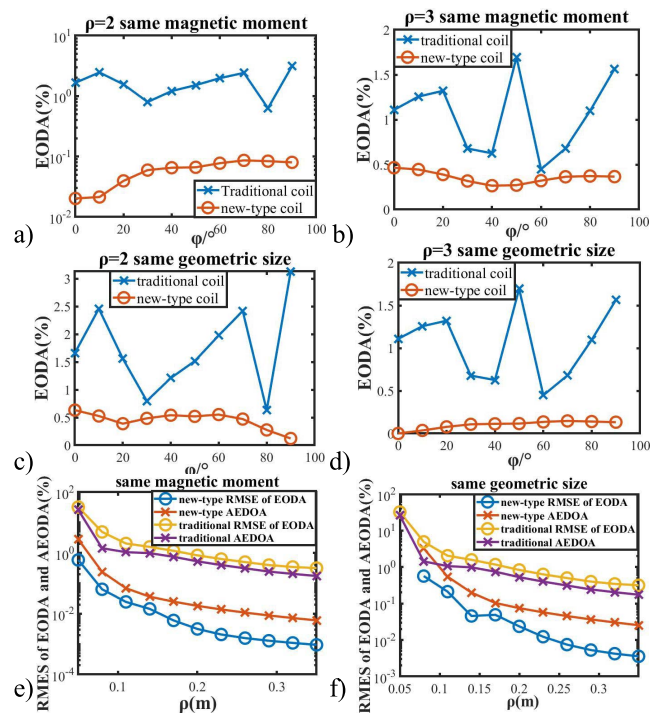 ρ=2 same magnetic moment
EODA(%)
10^1
10^0
10^-1
10^-2
Traditional coil
new-type coil
0 20 40 60 80 100
φ/°
a)
ρ=3 same magnetic moment
EODA(%)
2
1.5
1
0.5
0
traditional coil
new-type coil
0 20 40 60 80 100
φ/°
b)
ρ=2 same geometric size
EODA(%)
3
2.5
2
1.5
1
0.5
0
traditional coil
new-type coil
0 20 40 60 80 100
φ/°
c)
ρ=3 same geometric size
EODA(%)
2
1.5
1
0.5
0
traditional coil
new-type coil
0 20 40 60 80 100
φ/°
d)
same magnetic moment
RMES of EODA and AEODA(%)
10^2
10^0
10^-2
10^-4
new-type RMSE of EODA
new-type AEDOA
traditional RMSE of EODA
traditional AEDOA
0.1 0.2 0.3
ρ(m)
e)
same geometric size
RMES of EODA and AEODA(%)
10^2
10^1
10^0
10^-1
10^-2
10^-3
new-type RMSE of EODA
new-type AEDOA
traditional RMSE of EODA
traditional AEDOA
0.05 0.1 0.2 0.3
ρ(m)
f)